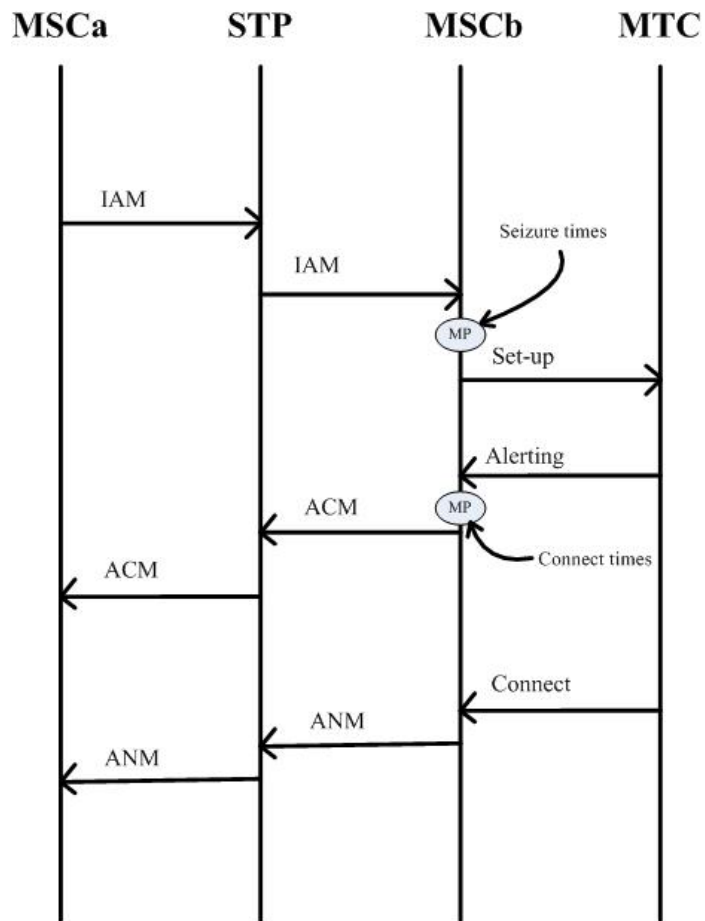 MSCa STP MSCb MTC
IAM
Seizure times
IAM
MP
Set-up
Alerting
ACM
MP
Connect times
ACM
Connect
ANM
ANM